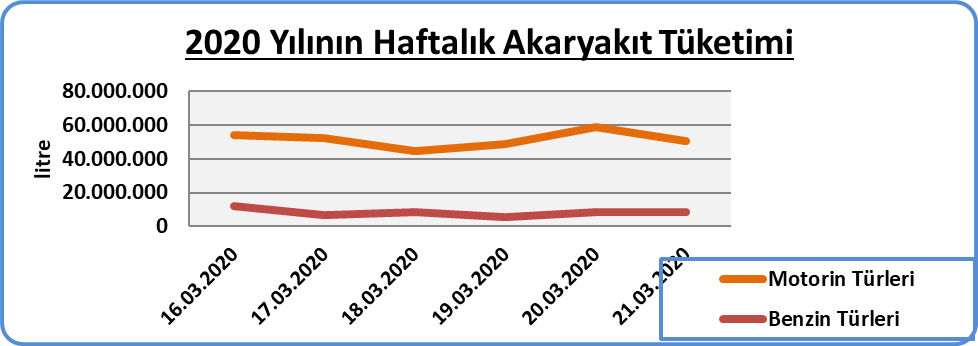 2020 Yılının Haftalık Akaryakıt Tüketimi
litre
80.000.000
60.000.000
40.000.000
20.000.000
0
16.03.2020
17.03.2020
18.03.2020
19.03.2020
20.03.2020
21.03.2020
Motorin Türleri
Benzin Türleri